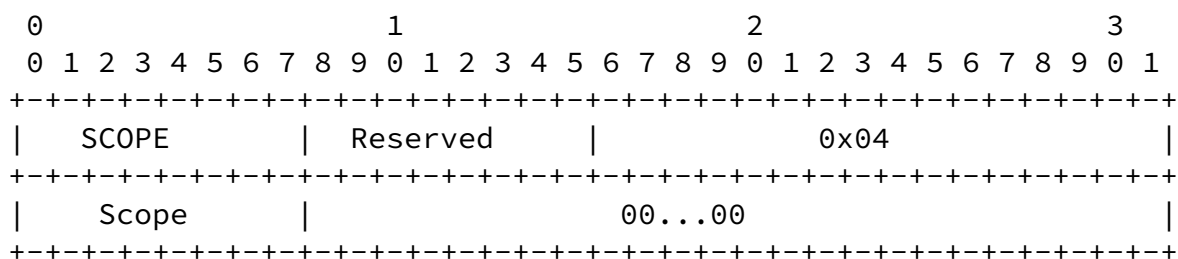 0                   1                   2                   3
0 1 2 3 4 5 6 7 8 9 0 1 2 3 4 5 6 7 8 9 0 1 2 3 4 5 6 7 8 9 0 1
+-+-+-+-+-+-+-+-+-+-+-+-+-+-+-+-+-+-+-+-+-+-+-+-+-+-+-+-+-+-+-+-+
|   SCOPE       |  Reserved     |            0x04               |
+-+-+-+-+-+-+-+-+-+-+-+-+-+-+-+-+-+-+-+-+-+-+-+-+-+-+-+-+-+-+-+-+
|    Scope      |                 00...00                       |
+-+-+-+-+-+-+-+-+-+-+-+-+-+-+-+-+-+-+-+-+-+-+-+-+-+-+-+-+-+-+-+-+